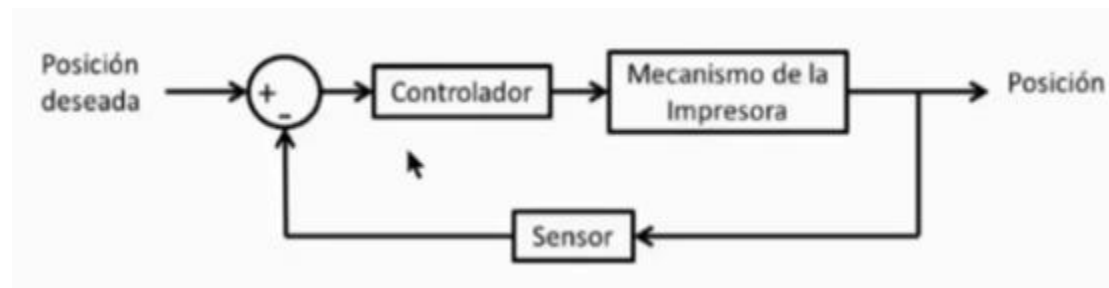 Posición
deseada
+
-
Controlador
Mecanismo de la
Impresora
Posición
Sensor